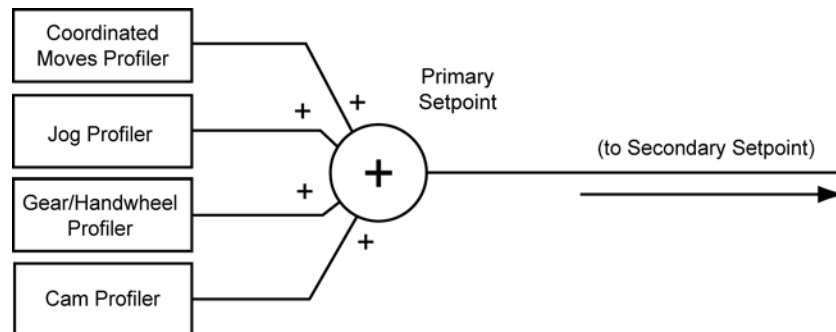 Coordinated
Moves Profiler
Primary
Setpoint
+
+
Jog Profiler
(to Secondary Setpoint)
+
Gear/Handwheel
Profiler
+
+
Cam Profiler